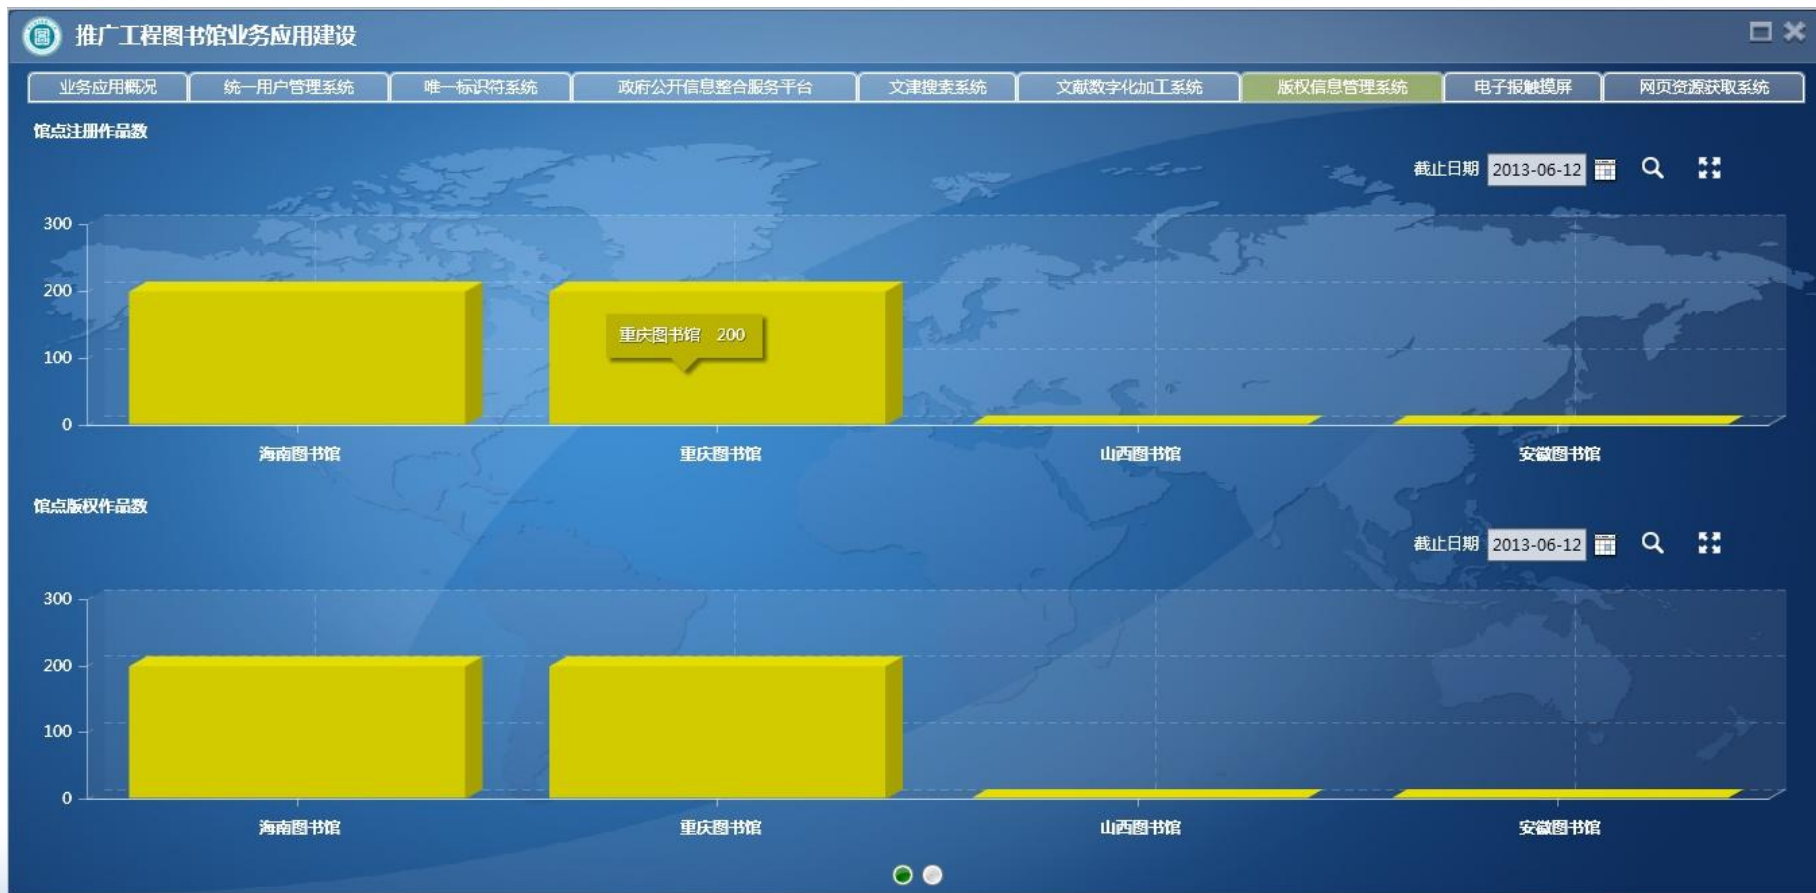 推广工程图书馆业务应用建设
业务应用概况 统一用户管理系统 唯一标识符系统 政府公开信息整合服务平台 文津搜索系统 文献数字化加工系统 版权信息管理系统 电子报触摸屏 网页资源获取系统
馆点注册作品数
截止日期 2013-06-12
300
200
重庆图书馆 200
100
0
海南图书馆 重庆图书馆 山西图书馆 安徽图书馆
馆点版权作品数
截止日期 2013-06-12
300
200
100
0
海南图书馆 重庆图书馆 山西图书馆 安徽图书馆